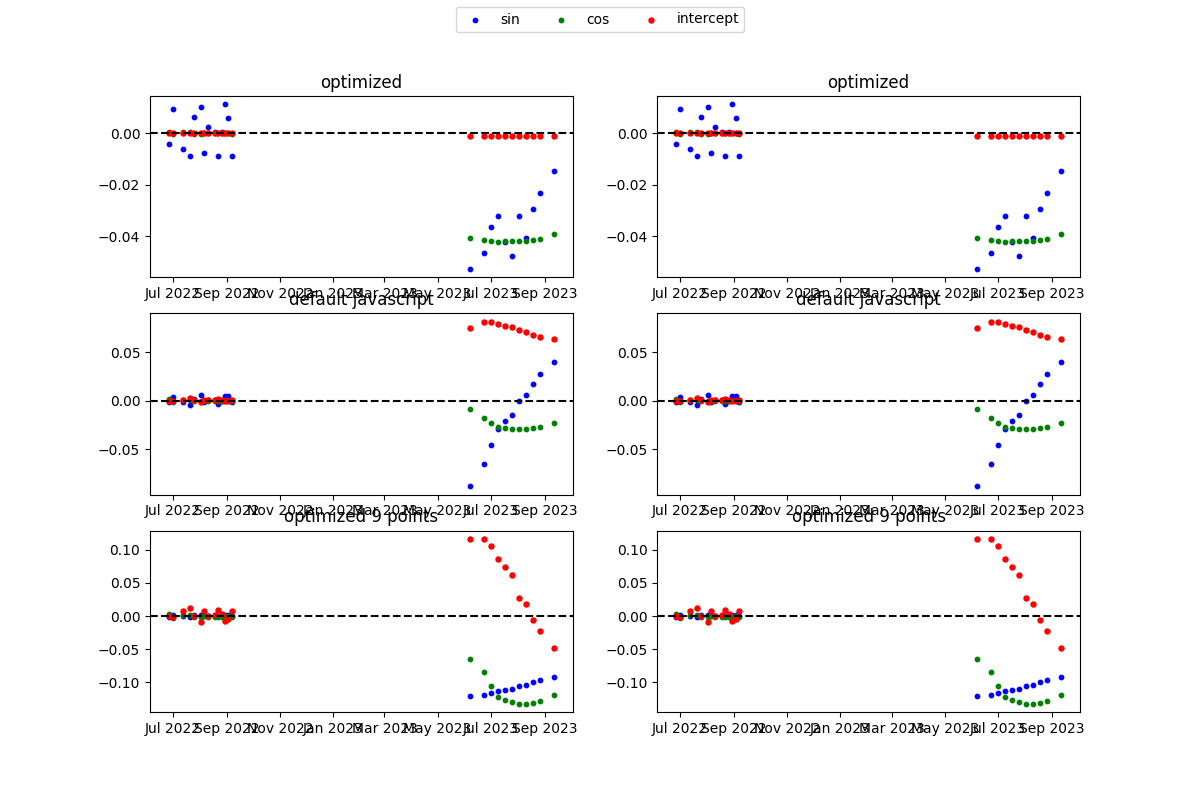 sin cos intercept
optimized optimized
0.00 0.00
−0.02 −0.02
−0.04 −0.04
Jul 2022 Sep 2022 Nov 2022 Jan 2023 Mar 2023 May 2023 Jul 2023 Sep 2023 Jul 2022 Sep 2022 Nov 2022 Jan 2023 Mar 2023 May 2023 Jul 2023 Sep 2023
default javascript default javascript
0.05 0.05
0.00 0.00
−0.05 −0.05
Jul 2022 Sep 2022 Nov 2022 Jan 2023 Mar 2023 May 2023 Jul 2023 Sep 2023 Jul 2022 Sep 2022 Nov 2022 Jan 2023 Mar 2023 May 2023 Jul 2023 Sep 2023
optimized 9 points optimized 9 points
0.10 0.10
0.05 0.05
0.00 0.00
−0.05 −0.05
−0.10 −0.10
Jul 2022 Sep 2022 Nov 2022 Jan 2023 Mar 2023 May 2023 Jul 2023 Sep 2023 Jul 2022 Sep 2022 Nov 2022 Jan 2023 Mar 2023 May 2023 Jul 2023 Sep 2023